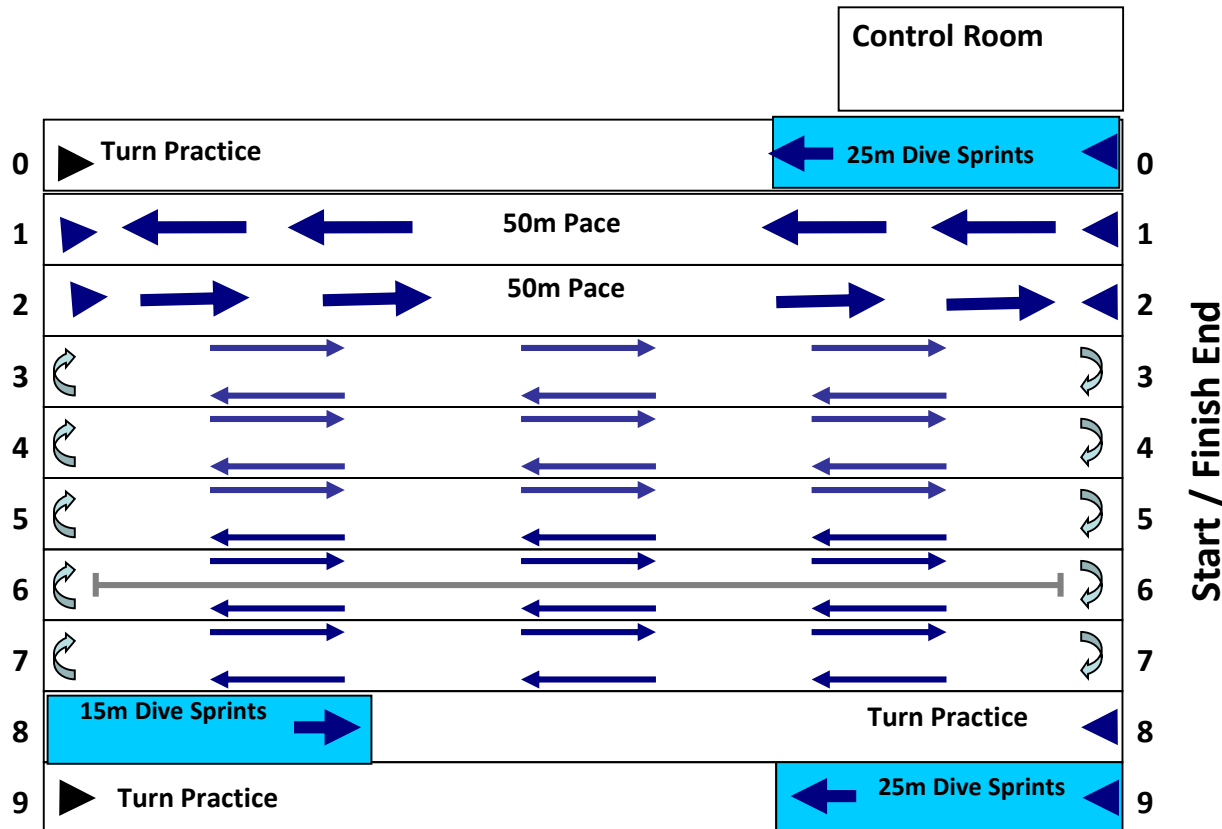 Control Room
0 Turn Practice 25m Dive Sprints 0
1 50m Pace 1
2 50m Pace 2
3 3
4 4
5 5
6 6
7 7
8 15m Dive Sprints Turn Practice 8
9 Turn Practice 25m Dive Sprints 9
Start / Finish End